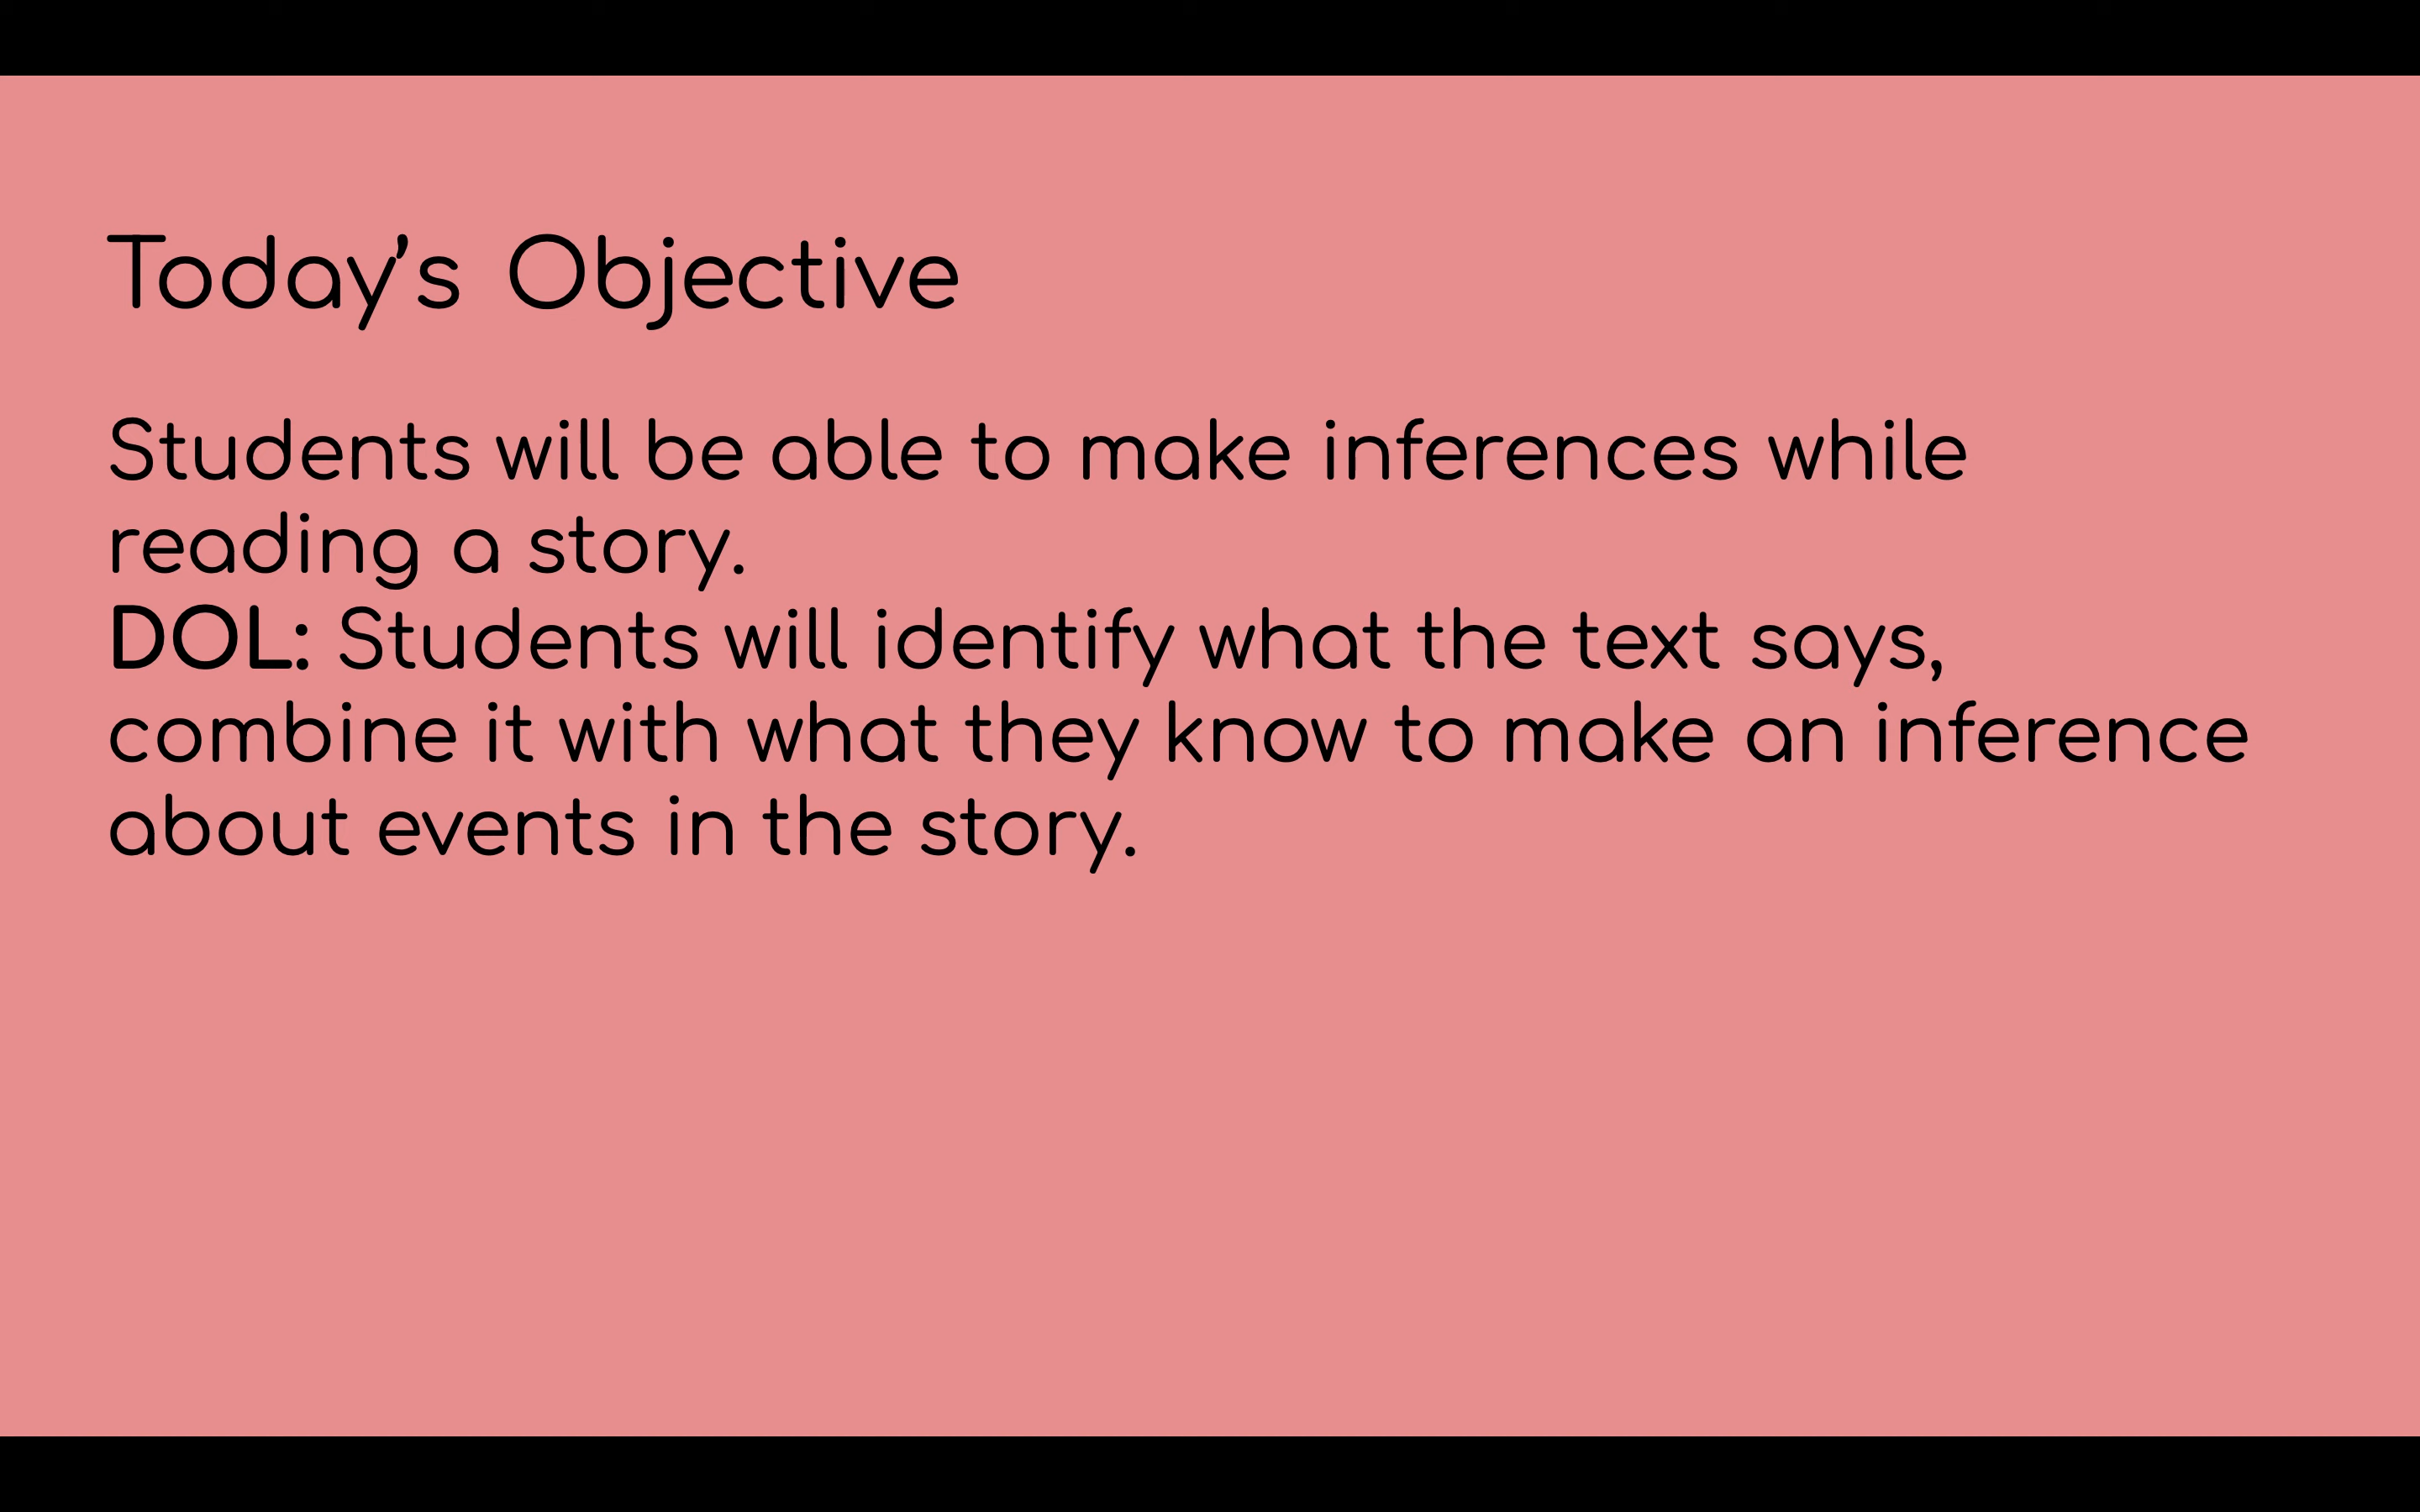 Today's Objective
Students will be able to make inferences while
reading a story.
DOL: Students will identify what the text says,
combine it with what they know to make an inference
about events in the story.